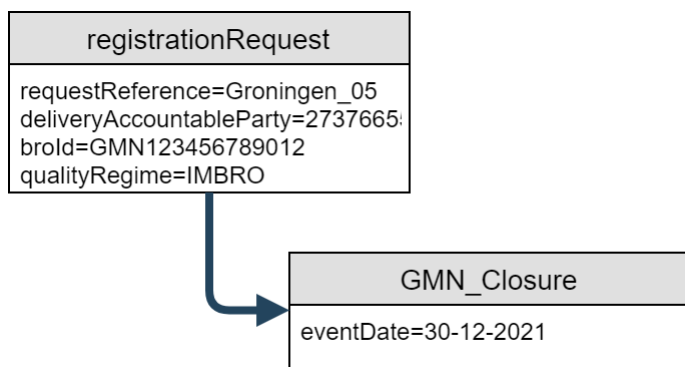 registrationRequest
requestReference=Groningen_05
deliveryAccountableParty=2737665
broId=GMN123456789012
qualityRegime=IMBRO
GMN_Closure
eventDate=30-12-2021